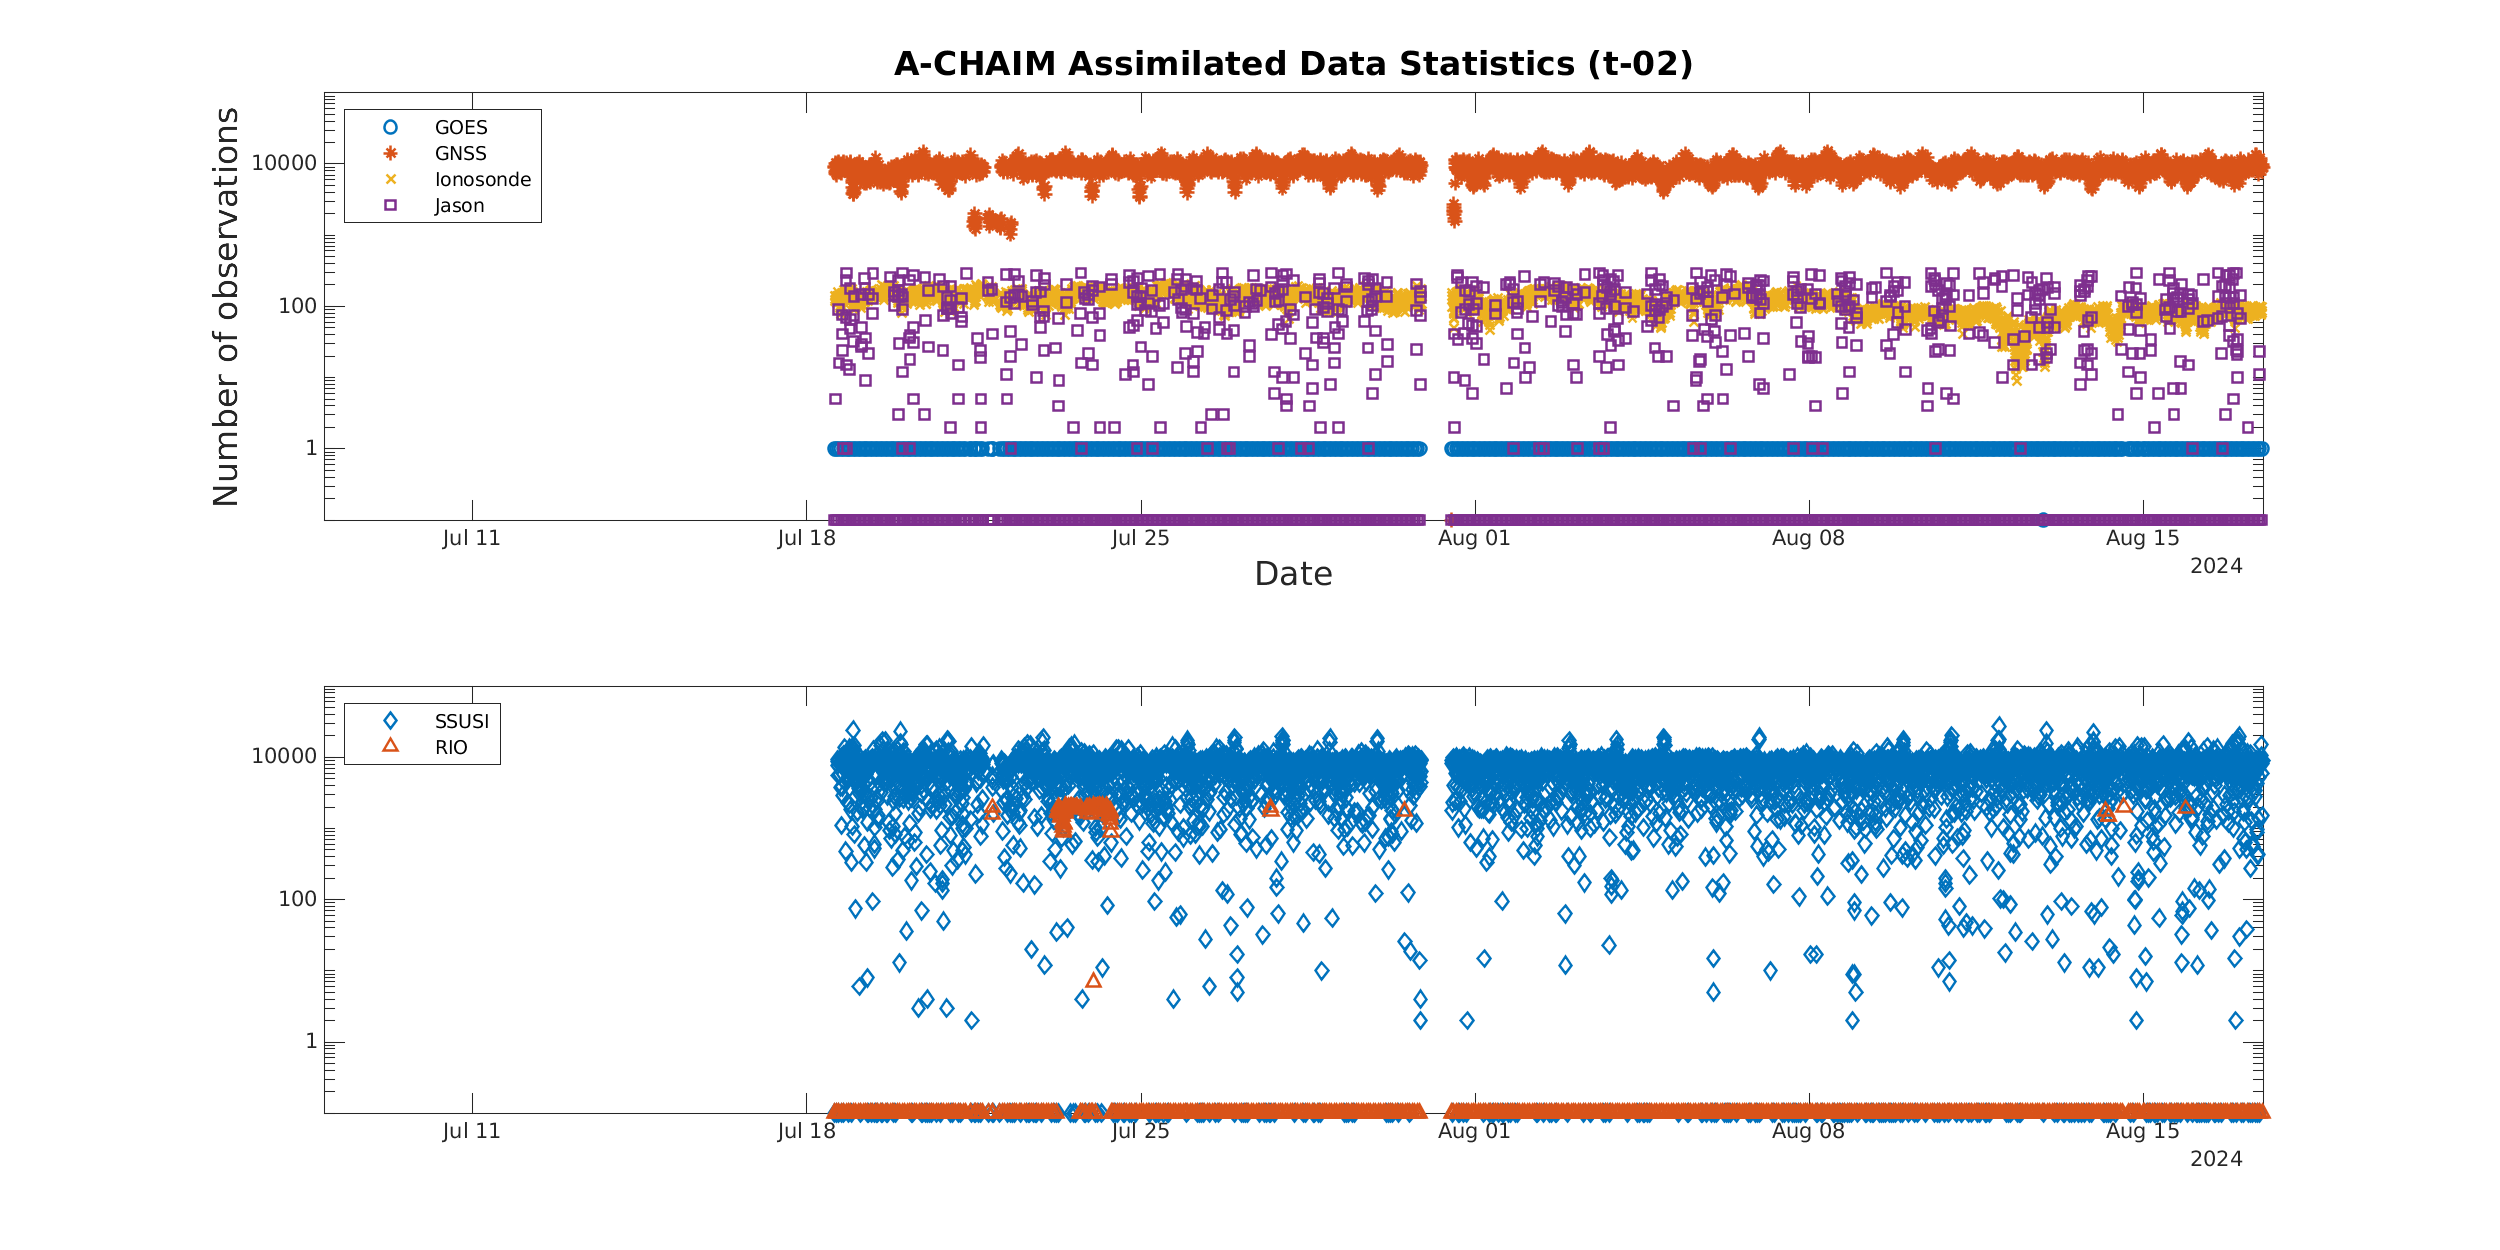 A-CHAIM Assimilated Data Statistics (t-02)
Number of observations
10000
100
1
GOES
GNSS
Ionosonde
Jason
Jul 11
Jul 18
Jul 25
Aug 01
Aug 08
Aug 15
2024
Date
10000
100
1
SSUSI
RIO
Jul 11
Jul 18
Jul 25
Aug 01
Aug 08
Aug 15
2024